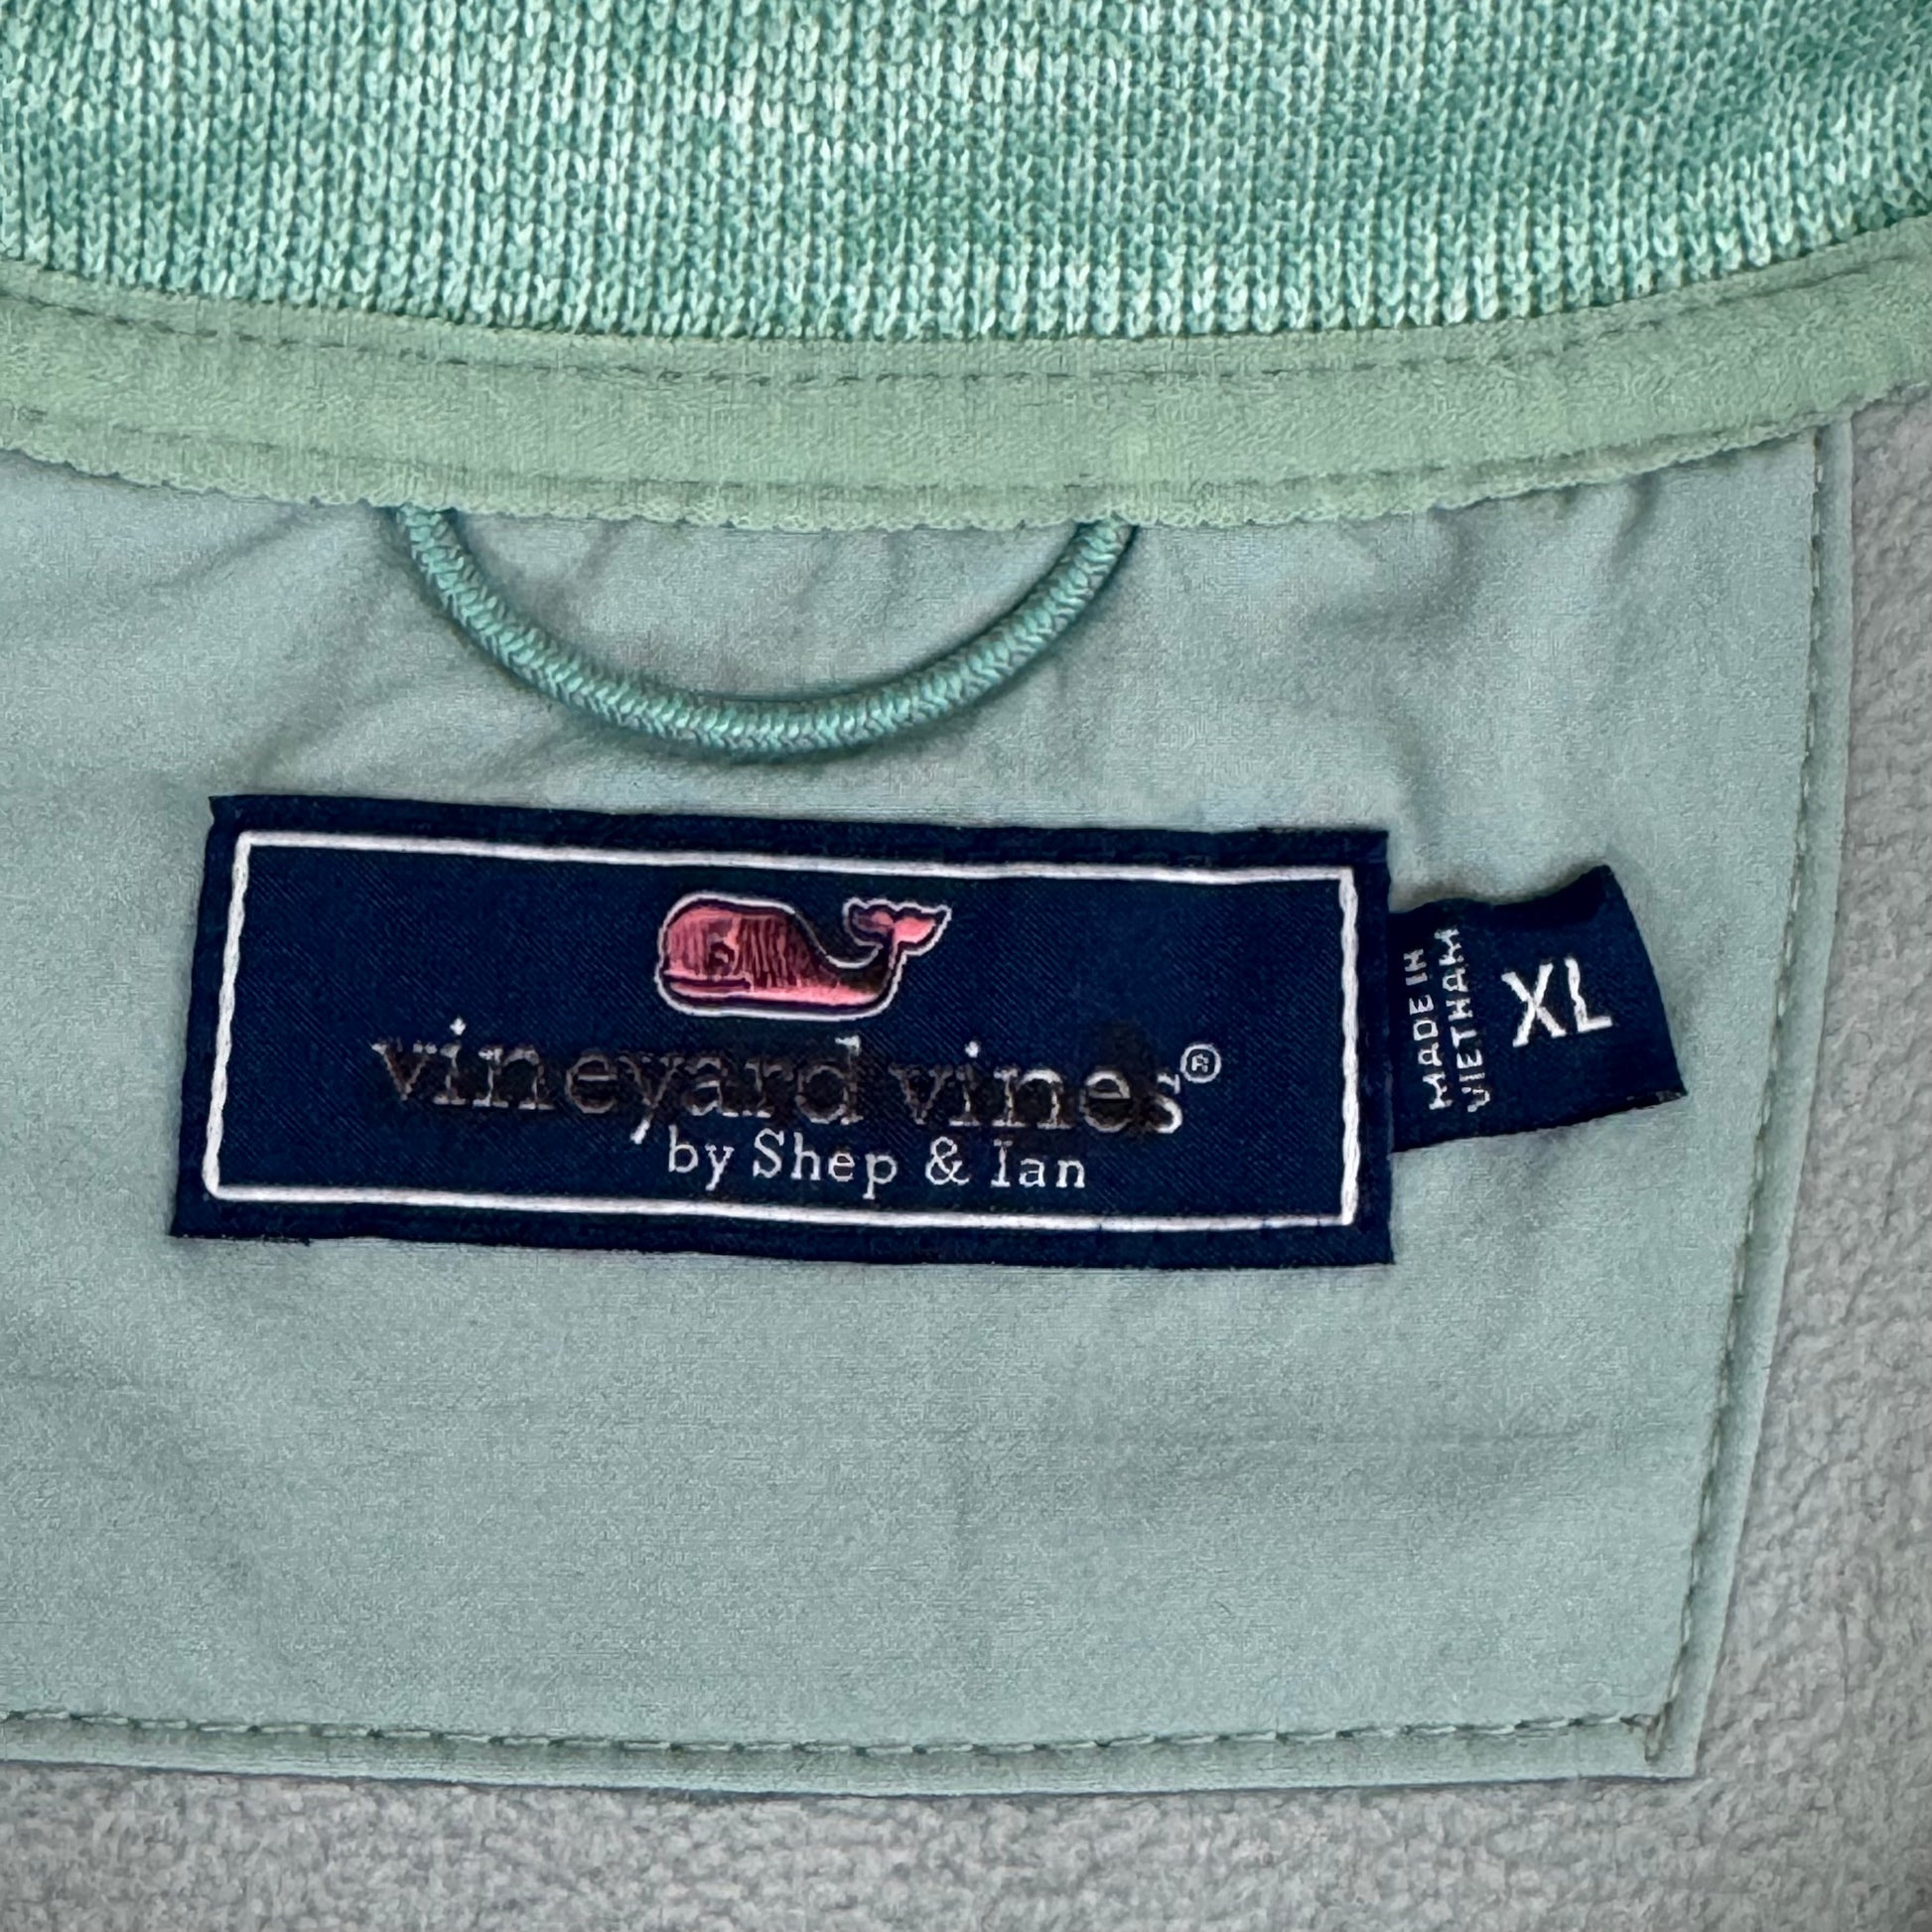 vineyard vines®
by Shep & Ian
MADE IN
VIETNAM
XL